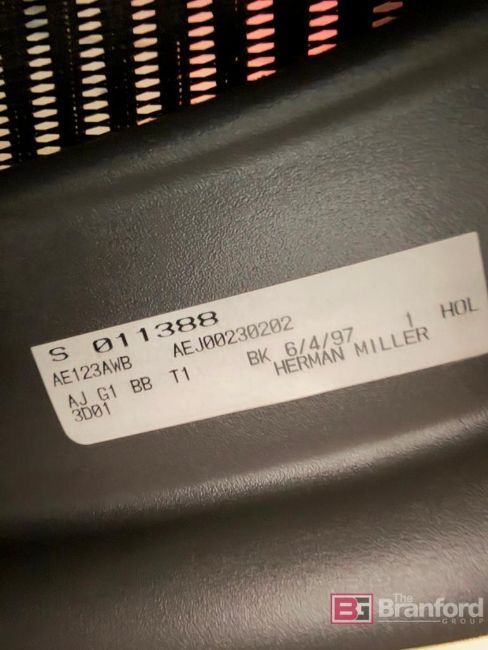 S 011388
AE123AWB AEJ00230202
AJ G1 BB T1 BK 6/4/97 1 HOL
3D01 HERMAN MILLER
BG The Branford GROUP